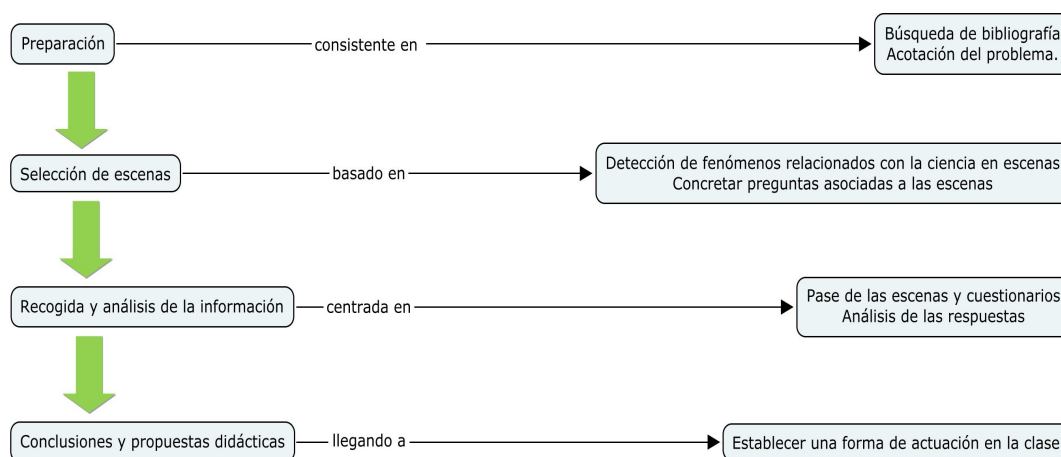 Preparación
consistente en
Búsqueda de bibliografía
Acotación del problema.
Selección de escenas
basado en
Detección de fenómenos relacionados con la ciencia en escenas
Concretar preguntas asociadas a las escenas
Recogida y análisis de la información
centrada en
Pase de las escenas y cuestionarios
Análisis de las respuestas
Conclusiones y propuestas didácticas
llegando a
Establecer una forma de actuación en la clase